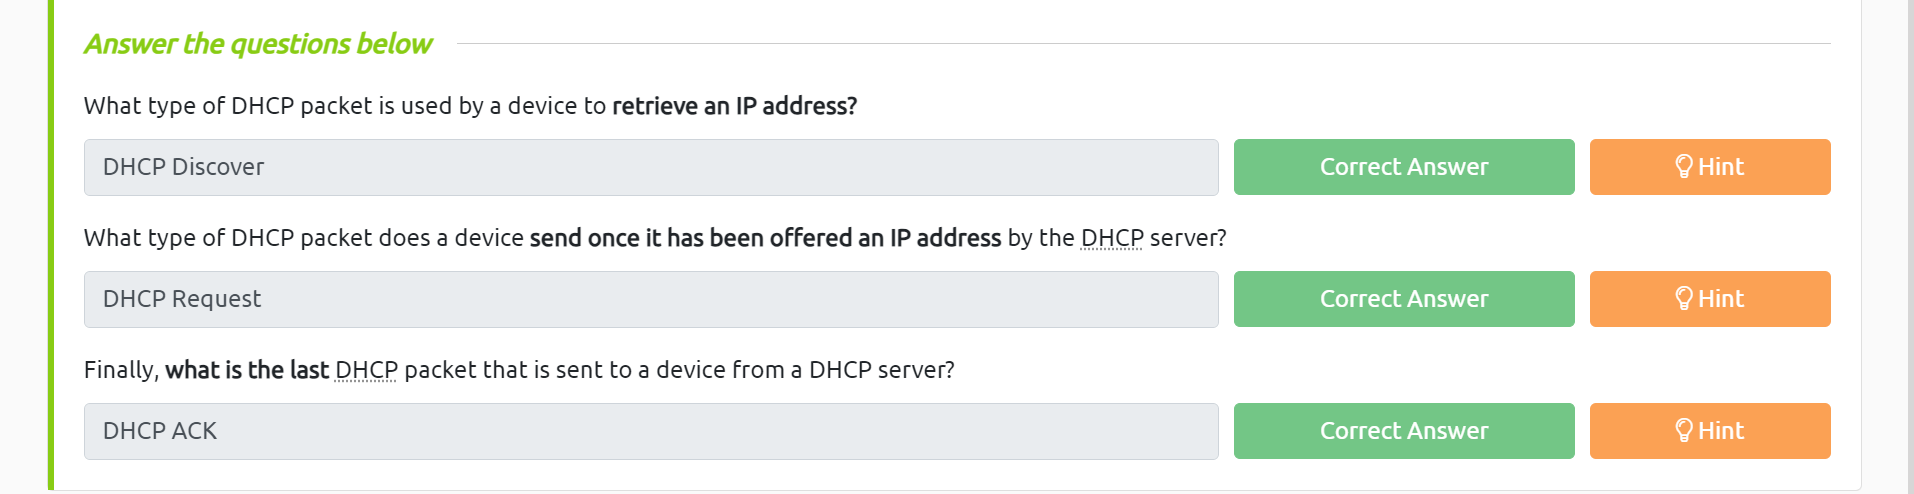 Answer the questions below
What type of DHCP packet is used by a device to retrieve an IP address?
DHCP Discover
Correct Answer
Hint
What type of DHCP packet does a device send once it has been offered an IP address by the DHCP server?
DHCP Request
Correct Answer
Hint
Finally, what is the last DHCP packet that is sent to a device from a DHCP server?
DHCP ACK
Correct Answer
Hint